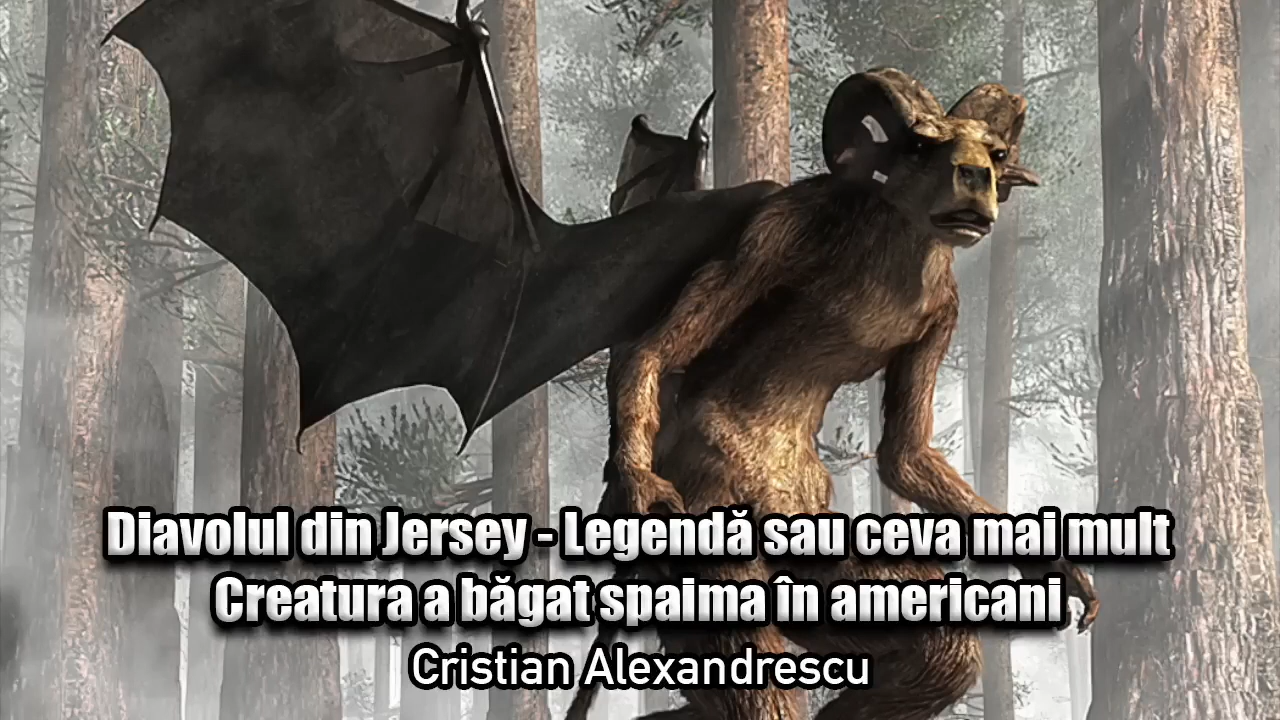 Diavolul din Jersey - Legendă sau ceva mai mult
Creatura a băgat spaima în americani
Cristian Alexandrescu